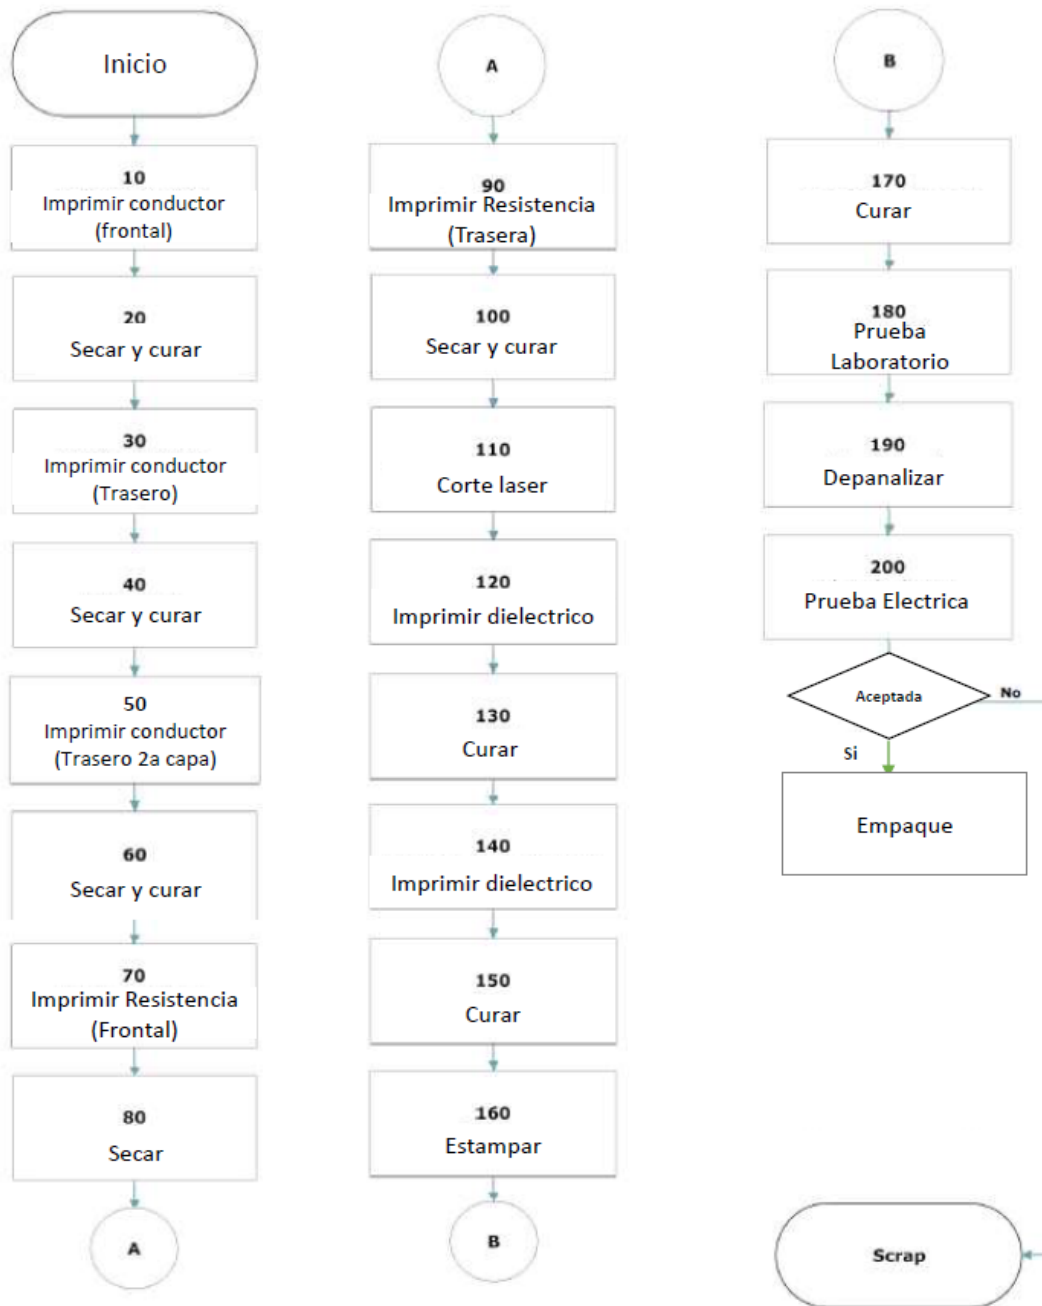 Inicio
10
Imprimir conductor
(frontal)
20
Secar y curar
30
Imprimir conductor
(Trasero)
40
Secar y curar
50
Imprimir conductor
(Trasero 2a capa)
60
Secar y curar
70
Imprimir Resistencia
(Frontal)
80
Secar
A
A
90
Imprimir Resistencia
(Trasera)
100
Secar y curar
110
Corte laser
120
Imprimir dielectrico
130
Curar
140
Imprimir dielectrico
150
Curar
160
Estampar
B
B
170
Curar
180
Prueba
Laboratorio
190
Depanalizar
200
Prueba Electrica
Aceptada
No
Si
Empaque
Scrap